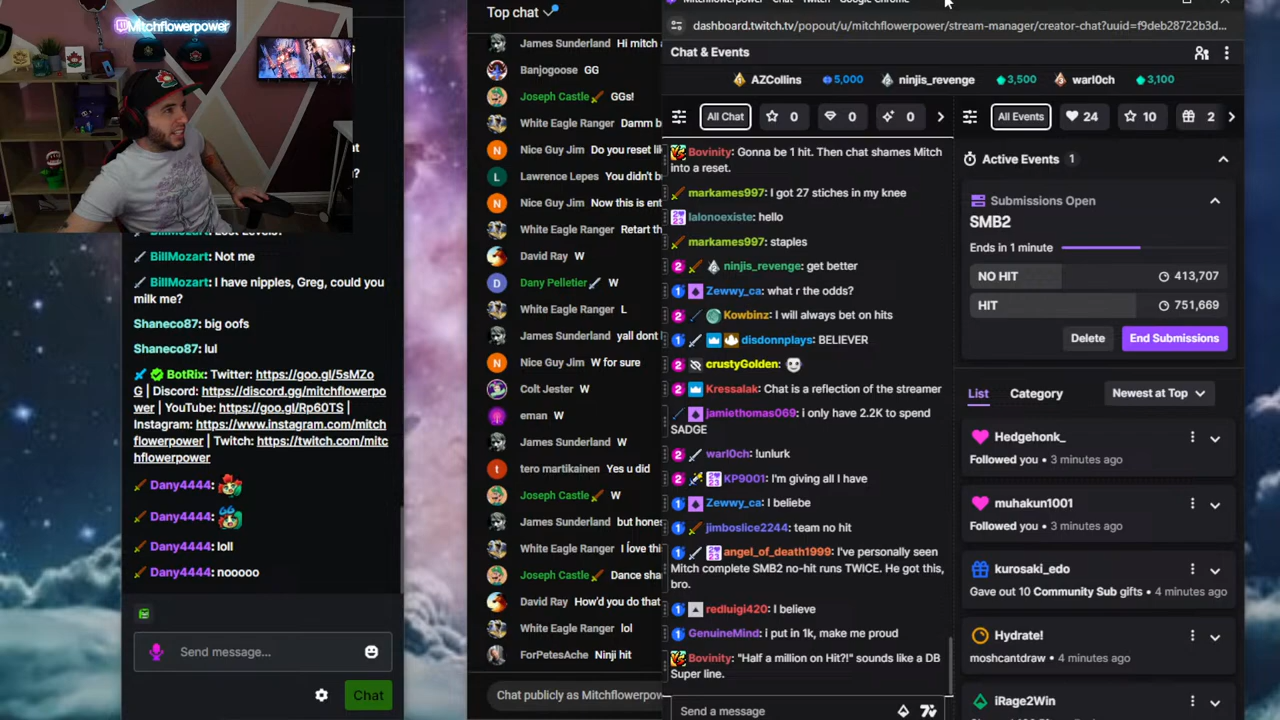 Mitchflowerpower
BillMozart: Not me
BillMozart: I have nipples, Greg, could you
milk me?
Shaneco87: big oofs
Shaneco87: lul
BotRix: Twitter: https://goo.gl/5sMZo
G | Discord: https://discord.gg/mitchflowerpo
wer | YouTube: https://goo.gl/Rp60TS |
Instagram: https://www.instagram.com/mitch
flowerpower | Twitch: https://twitch.com/mitc
hflowerpower
Dany4444:
Dany4444:
Dany4444: loll
Dany4444: nooooo
Send message...
Chat
Top chat
James Sunderland Hi mitch
Banjogoose GG
Joseph Castle GGs!
White Eagle Ranger Damm b
Nice Guy Jim Do you reset li
Lawrence Lepes You didn't b
Nice Guy Jim Now this is ent
White Eagle Ranger Retart th
David Ray W
Dany Pelletier W
White Eagle Ranger L
James Sunderland yall dont l
Nice Guy Jim W for sure
Colt Jester W
eman W
James Sunderland W
tero martikainen Yes u did
Joseph Castle W
James Sunderland but hones
White Eagle Ranger I love thi
Joseph Castle Dance sha
David Ray How'd you do that
White Eagle Ranger lol
ForPetesAche Ninji hit
Chat publicly as Mitchflowerpow
dashboard.twitch.tv/popout/u/mitchflowerpower/stream-manager/creator-chat?uuid=f9deb28722b3d...
Chat & Events
AZCollins 5,000 ninjis_revenge 3,500 warl0ch 3,100
All Chat 0 0 0
Bovinity: Gonna be 1 hit. Then chat shames Mitch
into a reset.
markames997: I got 27 stiches in my knee
lalonoexiste: hello
markames997: staples
ninjis_revenge: get better
Zewwy_ca: what r the odds?
Kowbinz: I will always bet on hits
disdonnplays: BELIEVER
crustyGolden:
Kressalak: Chat is a reflection of the streamer
jamiethomas069: i only have 2.2K to spend
SADGE
warl0ch: !unlurk
KP9001: I'm giving all I have
Zewwy_ca: I beliebe
jimboslice2244: team no hit
angel_of_death1999: I've personally seen
Mitch complete SMB2 no-hit runs TWICE. He got this,
bro.
redluigi420: I believe
GenuineMind: i put in 1k, make me proud
Bovinity: "Half a million on Hit?!" sounds like a DB
Super line.
Send a message
All Events 24 10 2
Active Events 1
Submissions Open
SMB2
Ends in 1 minute
NO HIT 413,707
HIT 751,669
Delete End Submissions
List Category Newest at Top
Hedgehonk_
Followed you • 3 minutes ago
muhakun1001
Followed you • 3 minutes ago
kurosaki_edo
Gave out 10 Community Sub gifts • 4 minutes ago
Hydrate!
moshcantdraw • 4 minutes ago
iRage2Win